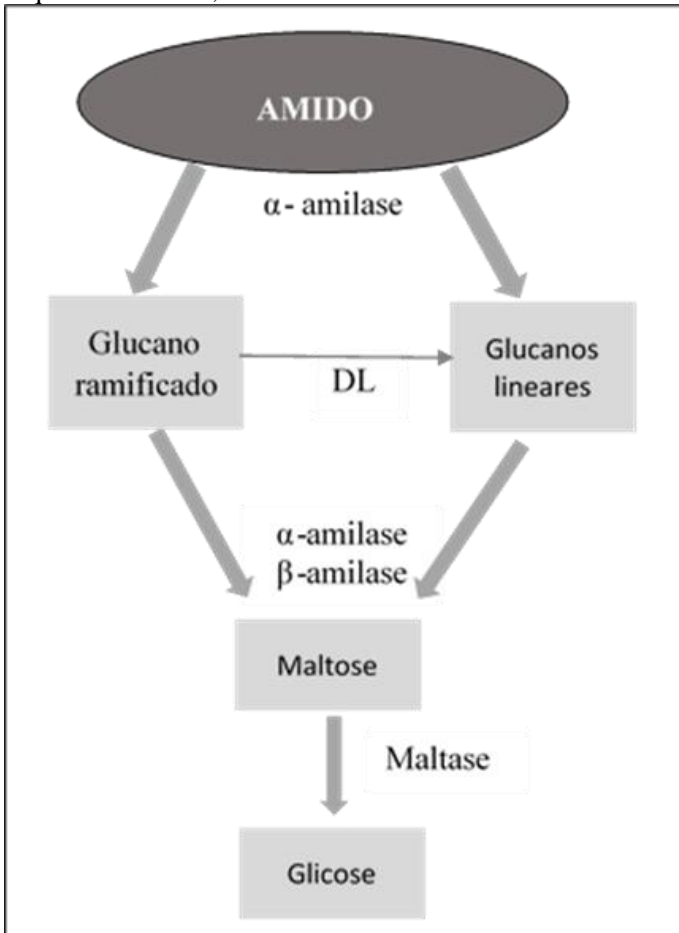 AMIDO
α- amilase
Glucano
ramificado
DL
Glucanos
lineares
α-amilase
β-amilase
Maltose
Maltase
Glicose